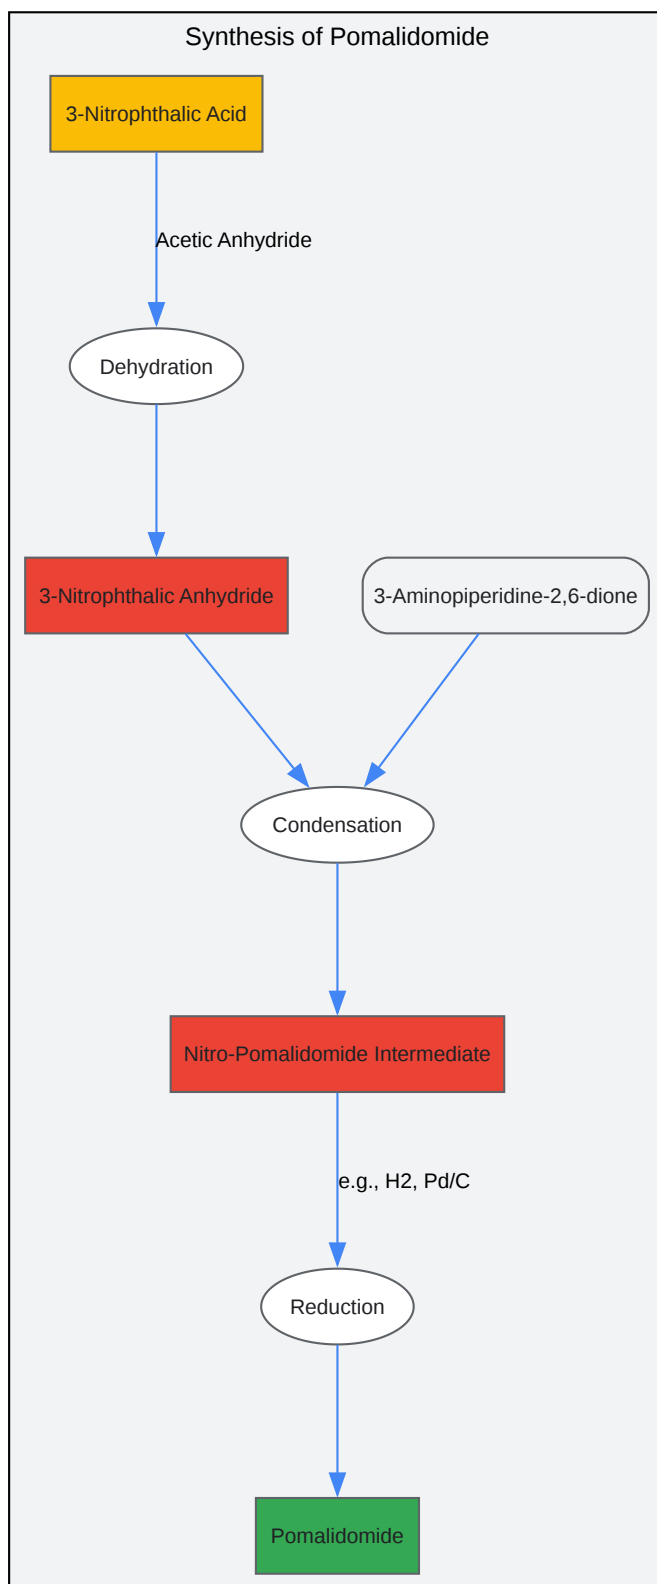 Synthesis of Pomalidomide
3-Nitrophthalic Acid
Acetic Anhydride
Dehydration
3-Nitrophthalic Anhydride
3-Aminopiperidine-2,6-dione
Condensation
Nitro-Pomalidomide Intermediate
e.g., H2, Pd/C
Reduction
Pomalidomide